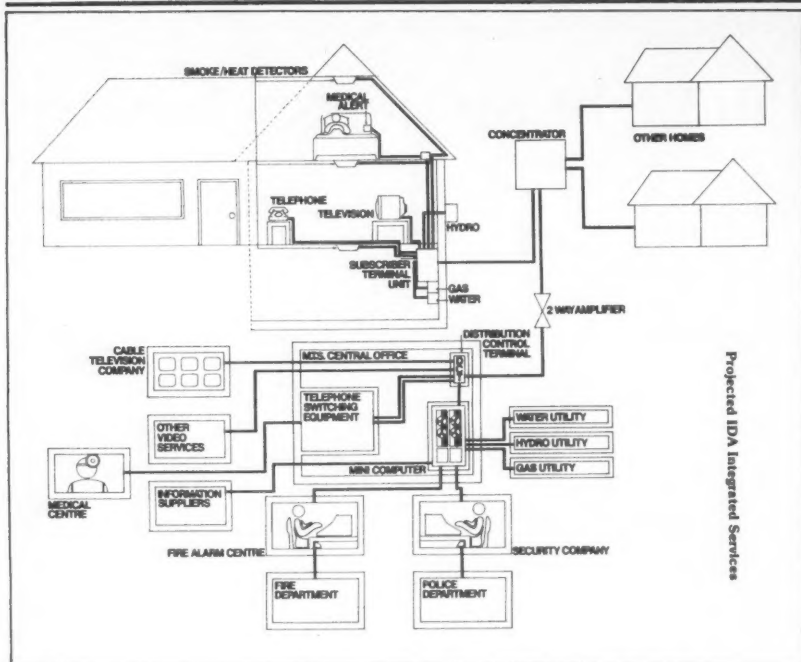 SMOKE/HEAT DETECTORS
MEDICAL
ALERT
CONCENTRATOR
OTHER HOMES
TELEPHONE
TELEVISION
HYDRO
SUBSCRIBER
TERMINAL
UNIT
GAS
WATER
2 WAY AMPLIFIER
DISTRIBUTION
CONTROL
TERMINAL
CABLE
TELEVISION
COMPANY
M.T.S. CENTRAL OFFICE
DCT
TELEPHONE
SWITCHING
EQUIPMENT
OTHER
VIDEO
SERVICES
WATER UTILITY
HYDRO UTILITY
GAS UTILITY
MINI COMPUTER
MEDICAL
CENTRE
INFORMATION
SUPPLIERS
FIRE ALARM CENTRE
SECURITY COMPANY
FIRE
DEPARTMENT
POLICE
DEPARTMENT
Projected IDA Integrated Services